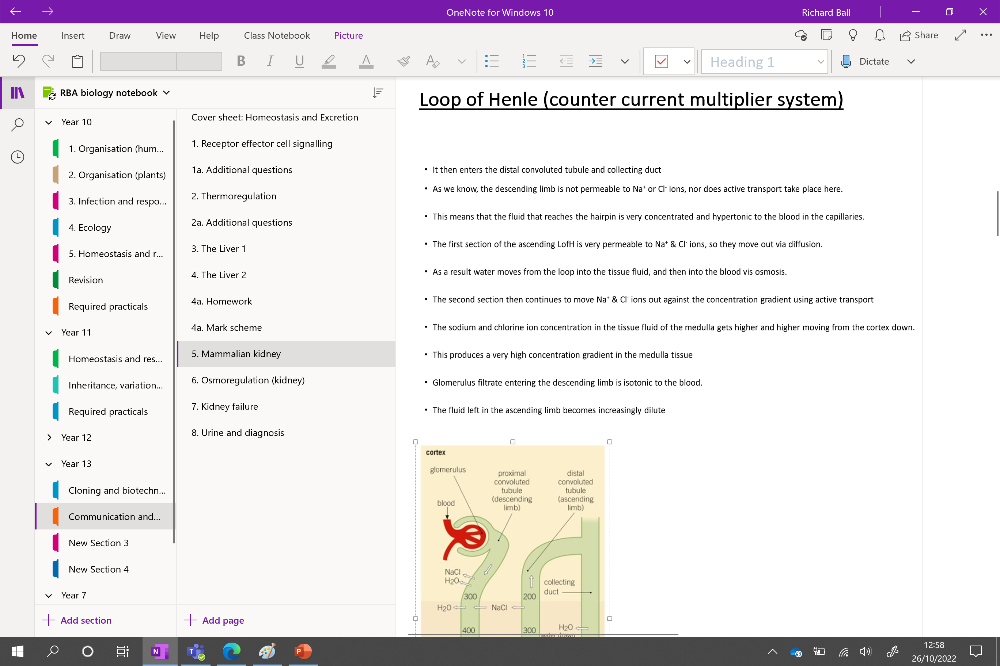 OneNote for Windows 10
Richard Ball
Home Insert Draw View Help Class Notebook Picture
Share
B I U A A
Heading 1
Dictate
RBA biology notebook
Year 10
1. Organisation (hum...
2. Organisation (plants)
3. Infection and respo...
4. Ecology
5. Homeostasis and r...
Revision
Required practicals
Year 11
Homeostasis and res...
Inheritance, variation...
Required practicals
Year 12
Year 13
Cloning and biotechn...
Communication and...
New Section 3
New Section 4
Year 7
Add section
Cover sheet: Homeostasis and Excretion
1. Receptor effector cell signalling
1a. Additional questions
2. Thermoregulation
2a. Additional questions
3. The Liver 1
4. The Liver 2
4a. Homework
4a. Mark scheme
5. Mammalian kidney
6. Osmoregulation (kidney)
7. Kidney failure
8. Urine and diagnosis
Add page
Loop of Henle (counter current multiplier system)
• It then enters the distal convoluted tubule and collecting duct
• As we know, the descending limb is not permeable to Na⁺ or Cl⁻ ions, nor does active transport take place here.
• This means that the fluid that reaches the hairpin is very concentrated and hypertonic to the blood in the capillaries.
• The first section of the ascending LofH is very permeable to Na⁺ & Cl⁻ ions, so they move out via diffusion.
• As a result water moves from the loop into the tissue fluid, and then into the blood vis osmosis.
• The second section then continues to move Na⁺ & Cl⁻ ions out against the concentration gradient using active transport
• The sodium and chlorine ion concentration in the tissue fluid of the medulla gets higher and higher moving from the cortex down.
• This produces a very high concentration gradient in the medulla tissue
• Glomerulus filtrate entering the descending limb is isotonic to the blood.
• The fluid left in the ascending limb becomes increasingly dilute
cortex
glomerulus
proximal
convoluted
tubule
(descending
limb)
distal
convoluted
tubule
(ascending
limb)
blood
NaCl
H2O
collecting
duct
300
200
H2O
NaCl
400
300
H2O
water drawn
12:58
26/10/2022